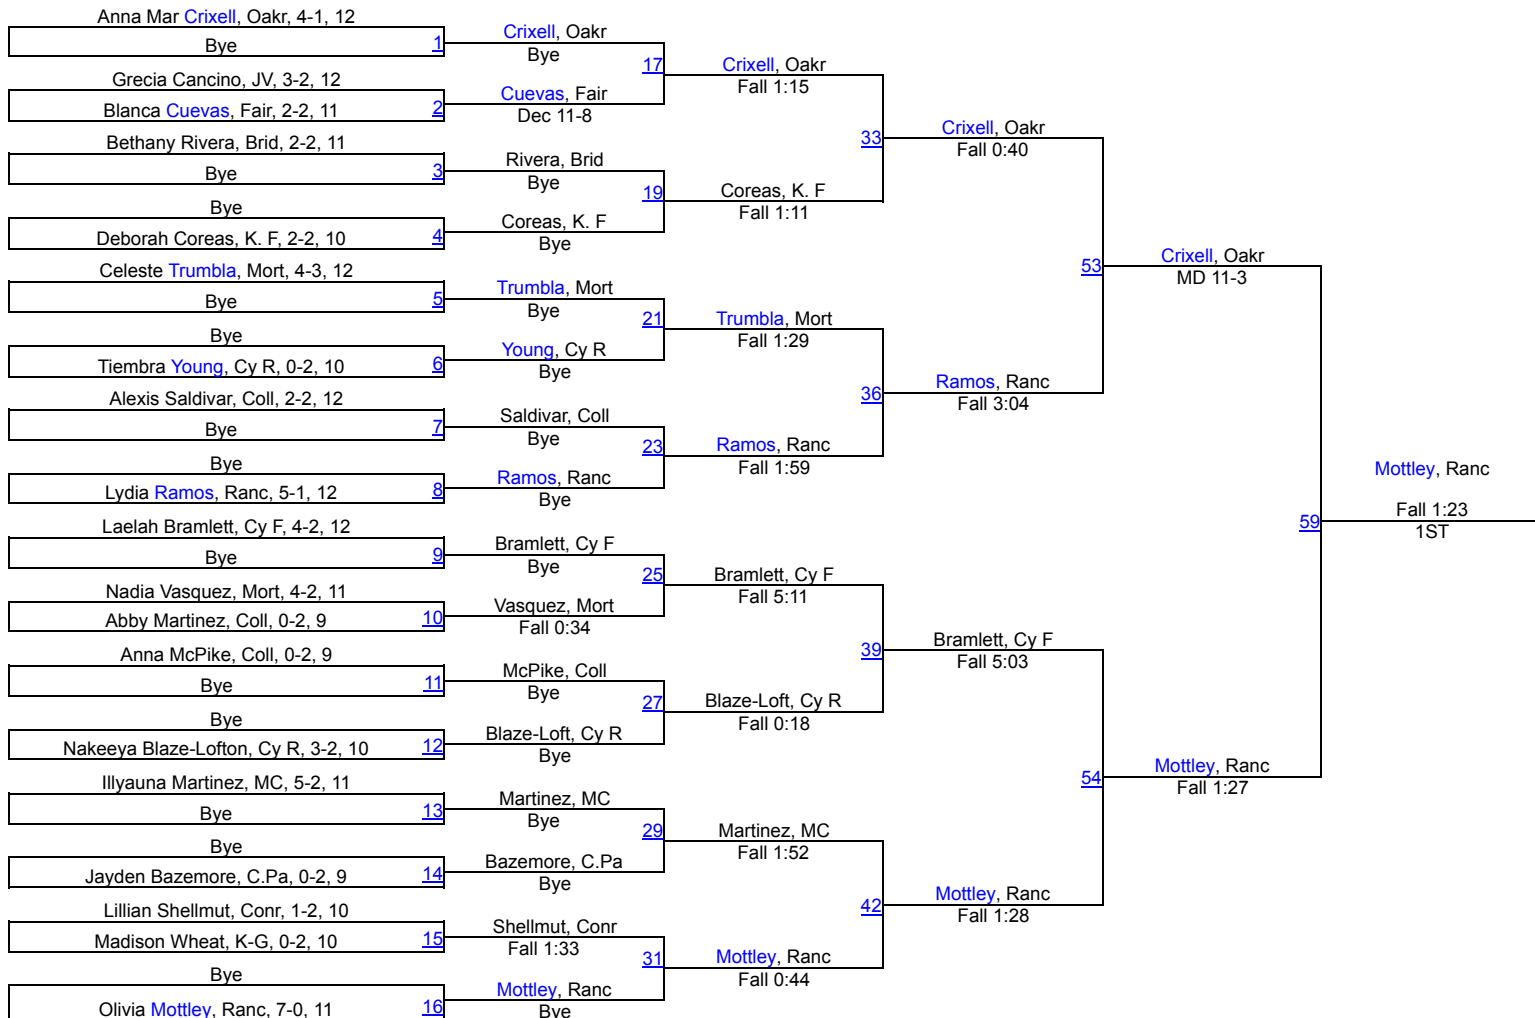 Anna Mar Crixell, Oakr, 4-1, 12
Bye
1
Grecia Cancino, JV, 3-2, 12
Blanca Cuevas, Fair, 2-2, 11
2
Bethany Rivera, Brid, 2-2, 11
Bye
3
Bye
Deborah Coreas, K. F, 2-2, 10
4
Celeste Trumbla, Mort, 4-3, 12
Bye
5
Bye
Tiembra Young, Cy R, 0-2, 10
6
Alexis Saldivar, Coll, 2-2, 12
Bye
7
Bye
Lydia Ramos, Ranc, 5-1, 12
8
Laelah Bramlett, Cy F, 4-2, 12
Bye
9
Nadia Vasquez, Mort, 4-2, 11
Abby Martinez, Coll, 0-2, 9
10
Anna McPike, Coll, 0-2, 9
Bye
11
Bye
Nakeeya Blaze-Lofton, Cy R, 3-2, 10
12
Illyauna Martinez, MC, 5-2, 11
Bye
13
Bye
Jayden Bazemore, C.Pa, 0-2, 9
14
Lillian Shellmut, Conr, 1-2, 10
Madison Wheat, K-G, 0-2, 10
15
Bye
Olivia Mottley, Ranc, 7-0, 11
16
Crixell, Oakr
Bye
17
Cuevas, Fair
Dec 11-8
Rivera, Brid
Bye
19
Coreas, K. F
Bye
Trumbla, Mort
Bye
21
Young, Cy R
Bye
Saldivar, Coll
Bye
23
Ramos, Ranc
Bye
Bramlett, Cy F
Bye
25
Vasquez, Mort
Fall 0:34
McPike, Coll
Bye
27
Blaze-Loft, Cy R
Bye
Martinez, MC
Bye
29
Bazemore, C.Pa
Bye
Shellmut, Conr
Fall 1:33
31
Mottley, Ranc
Bye
Crixell, Oakr
Fall 1:15
33
Coreas, K. F
Fall 1:11
Trumbla, Mort
Fall 1:29
36
Ramos, Ranc
Fall 1:59
Bramlett, Cy F
Fall 5:11
39
Blaze-Loft, Cy R
Fall 0:18
Martinez, MC
Fall 1:52
42
Mottley, Ranc
Fall 0:44
Crixell, Oakr
Fall 0:40
53
Ramos, Ranc
Fall 3:04
Bramlett, Cy F
Fall 5:03
54
Mottley, Ranc
Fall 1:28
Crixell, Oakr
MD 11-3
59
Mottley, Ranc
Fall 1:27
Mottley, Ranc
Fall 1:23
1ST